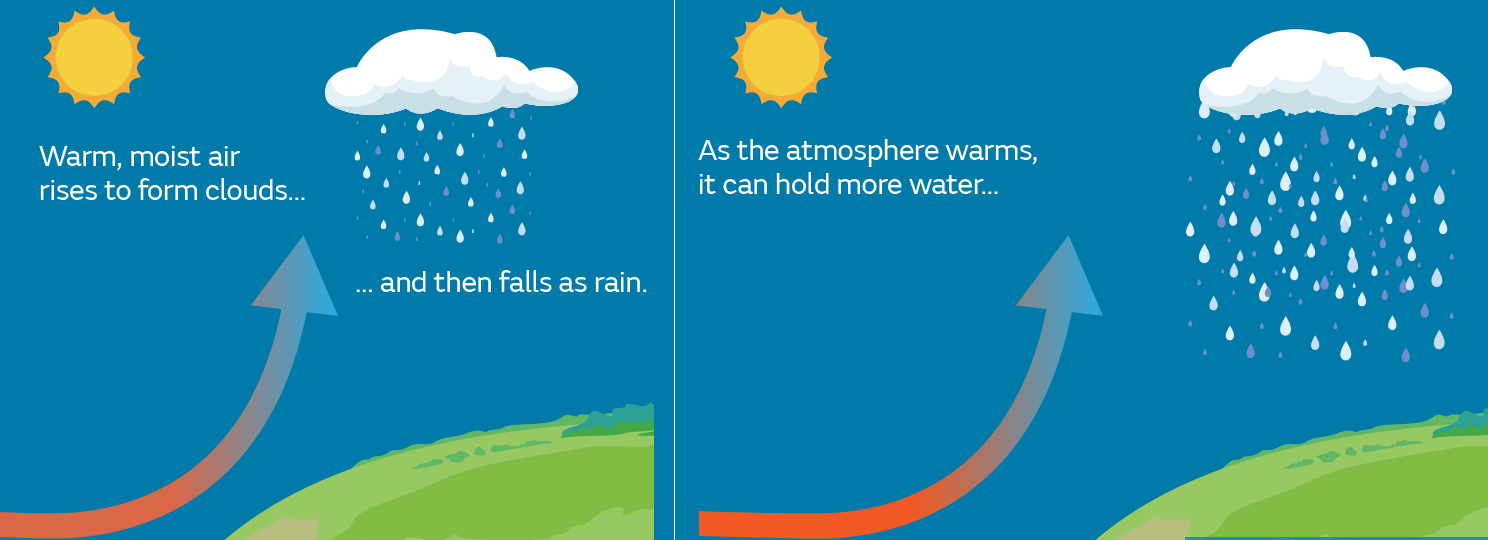 Warm, moist air
rises to form clouds...
... and then falls as rain.
As the atmosphere warms,
it can hold more water...